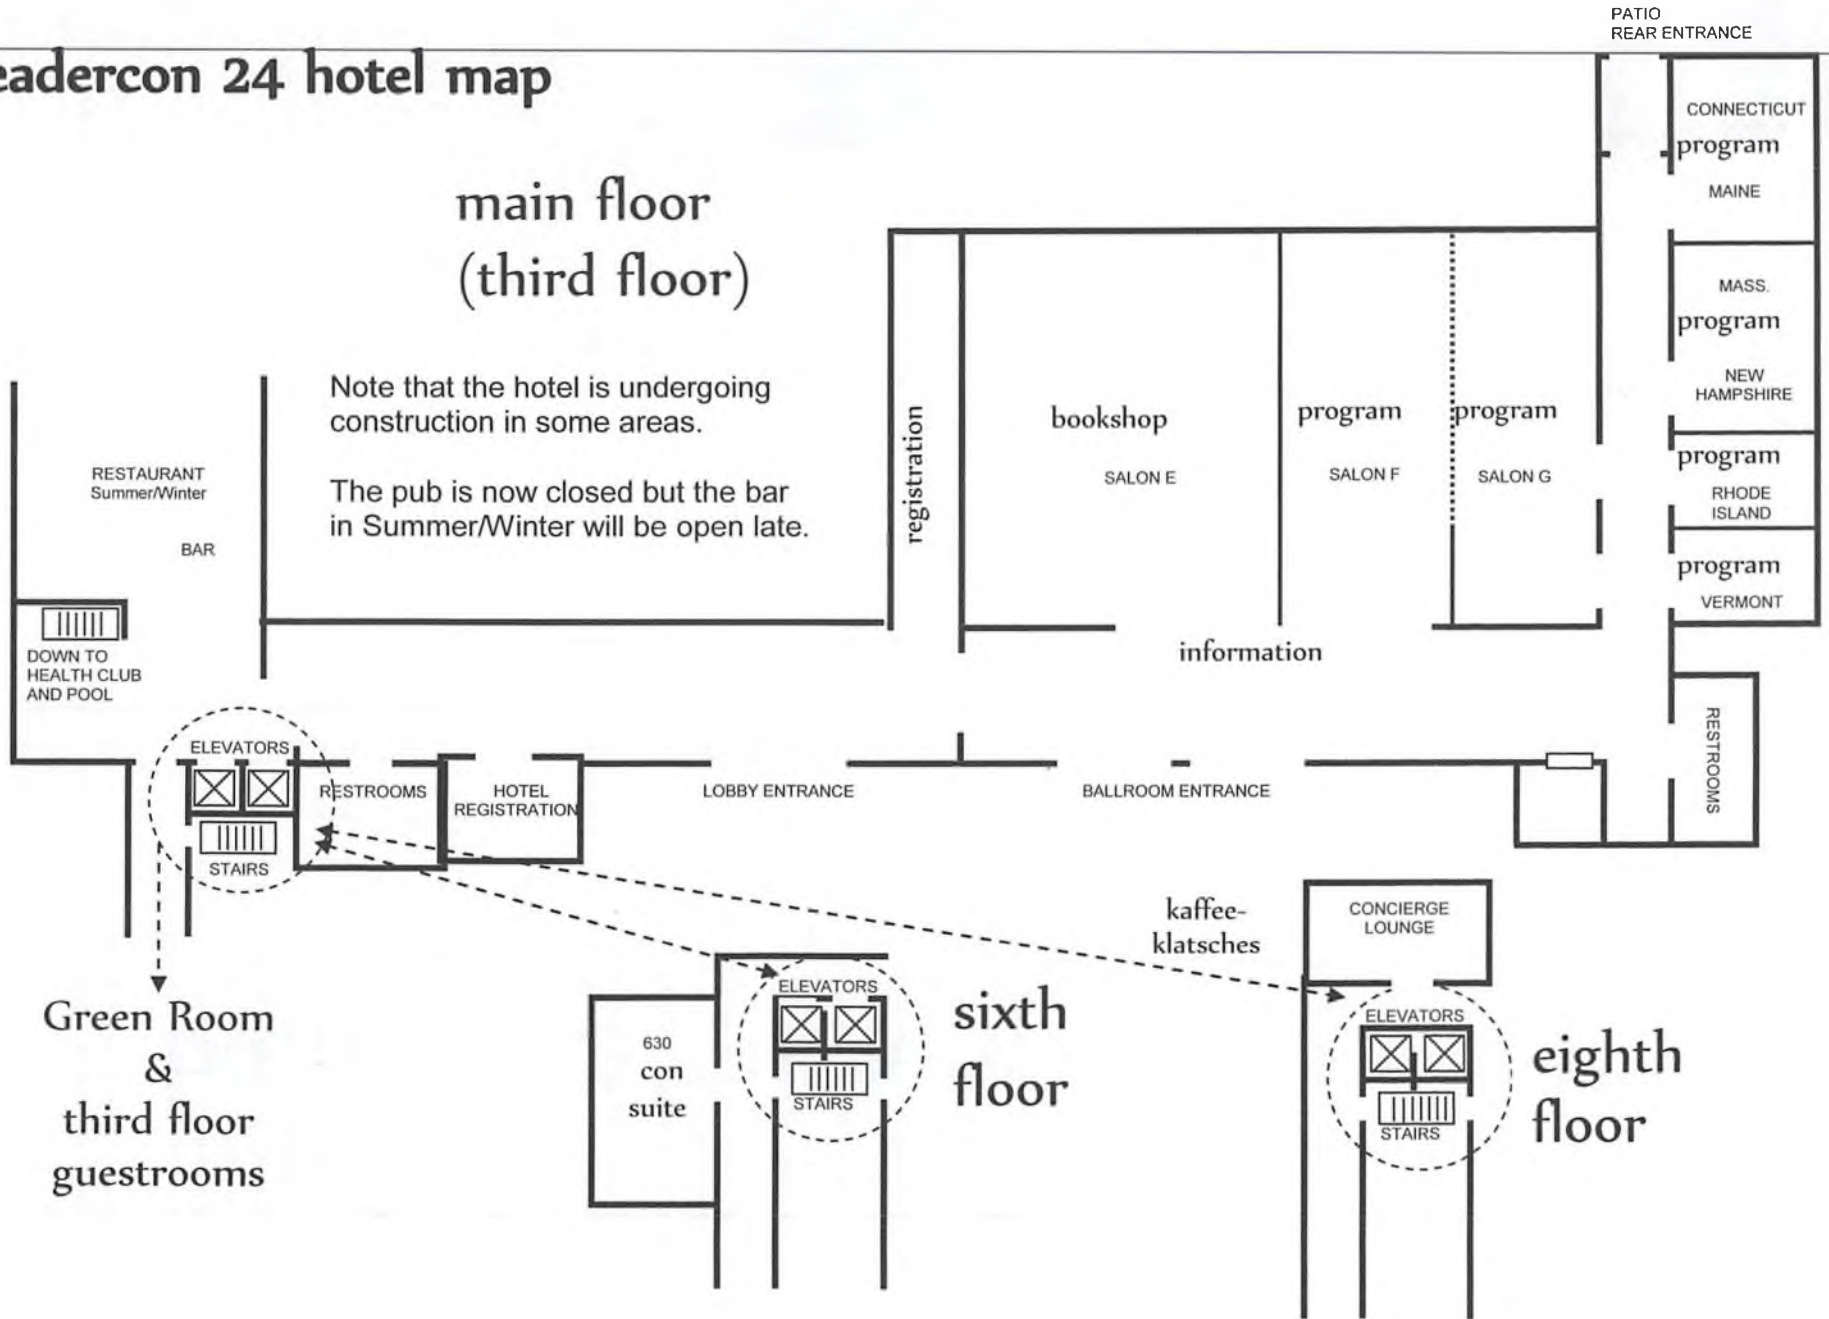 PATIO
REAR ENTRANCE
eadercon 24 hotel map
main floor
(third floor)
Note that the hotel is undergoing
construction in some areas.
The pub is now closed but the bar
in Summer/Winter will be open late.
RESTAURANT
Summer/Winter
BAR
DOWN TO
HEALTH CLUB
AND POOL
registration
bookshop
SALON E
program
SALON F
program
SALON G
CONNECTICUT
program
MAINE
MASS.
program
NEW
HAMPSHIRE
program
RHODE
ISLAND
program
VERMONT
information
RESTROOMS
ELEVATORS
STAIRS
RESTROOMS
HOTEL
REGISTRATION
LOBBY ENTRANCE
BALLROOM ENTRANCE
Green Room
&
third floor
guestrooms
630
con
suite
ELEVATORS
STAIRS
sixth
floor
kaffee-
klatsches
CONCIERGE
LOUNGE
ELEVATORS
STAIRS
eighth
floor